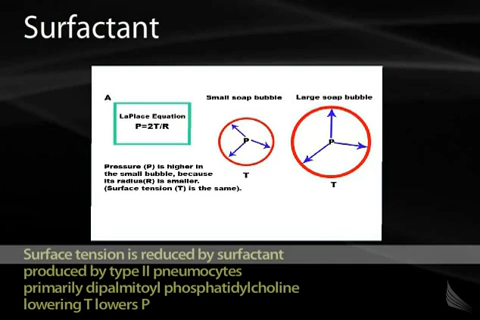 Surfactant
A
Small soap bubble
Large soap bubble
LaPlace Equation
P=2T/R
P
P
T
T
Pressure (P) is higher in
the small bubble, because
its radius(R) is smaller.
(Surface tension (T) is the same).
Surface tension is reduced by surfactant
produced by type II pneumocytes
primarily dipalmitoyl phosphatidylcholine
lowering T lowers P